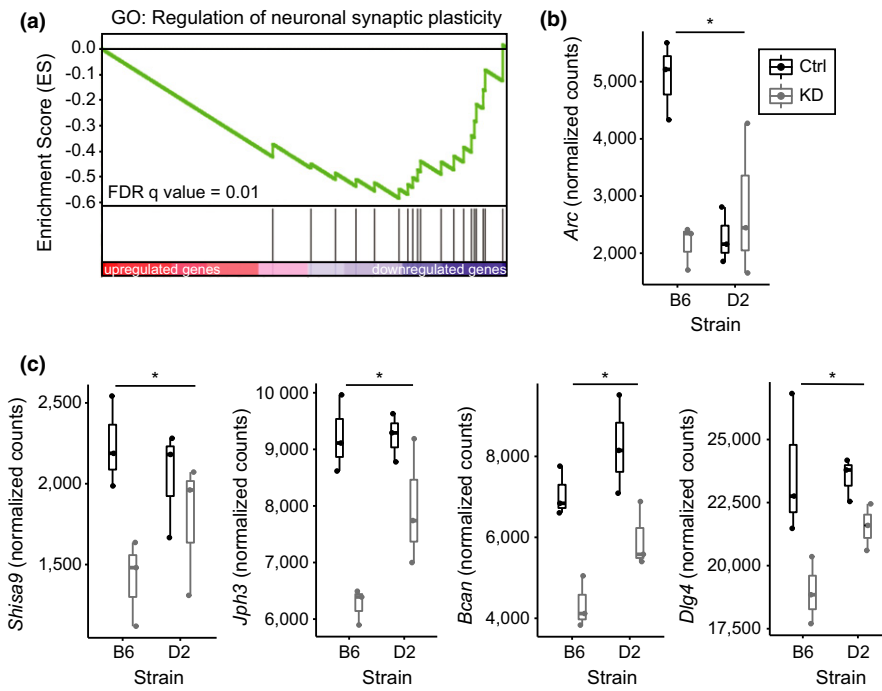 (a)
GO: Regulation of neuronal synaptic plasticity
Enrichment Score (ES)
0.0
-0.1
-0.2
-0.3
-0.4
-0.5
-0.6
FDR q value = 0.01
upregulated genes
downregulated genes
(b)
*
Arc (normalized counts)
5,000
4,000
3,000
2,000
B6
D2
Strain
Ctrl
KD
(c)
*
Shisa9 (normalized counts)
2,500
2,000
1,500
B6
D2
Strain
*
Jph3 (normalized counts)
10 000
9,000
8,000
7,000
6,000
B6
D2
Strain
*
Bcan (normalized counts)
8,000
6,000
4,000
B6
D2
Strain
*
Dlg4 (normalized counts)
25,000
22,500
20,000
17,500
B6
D2
Strain